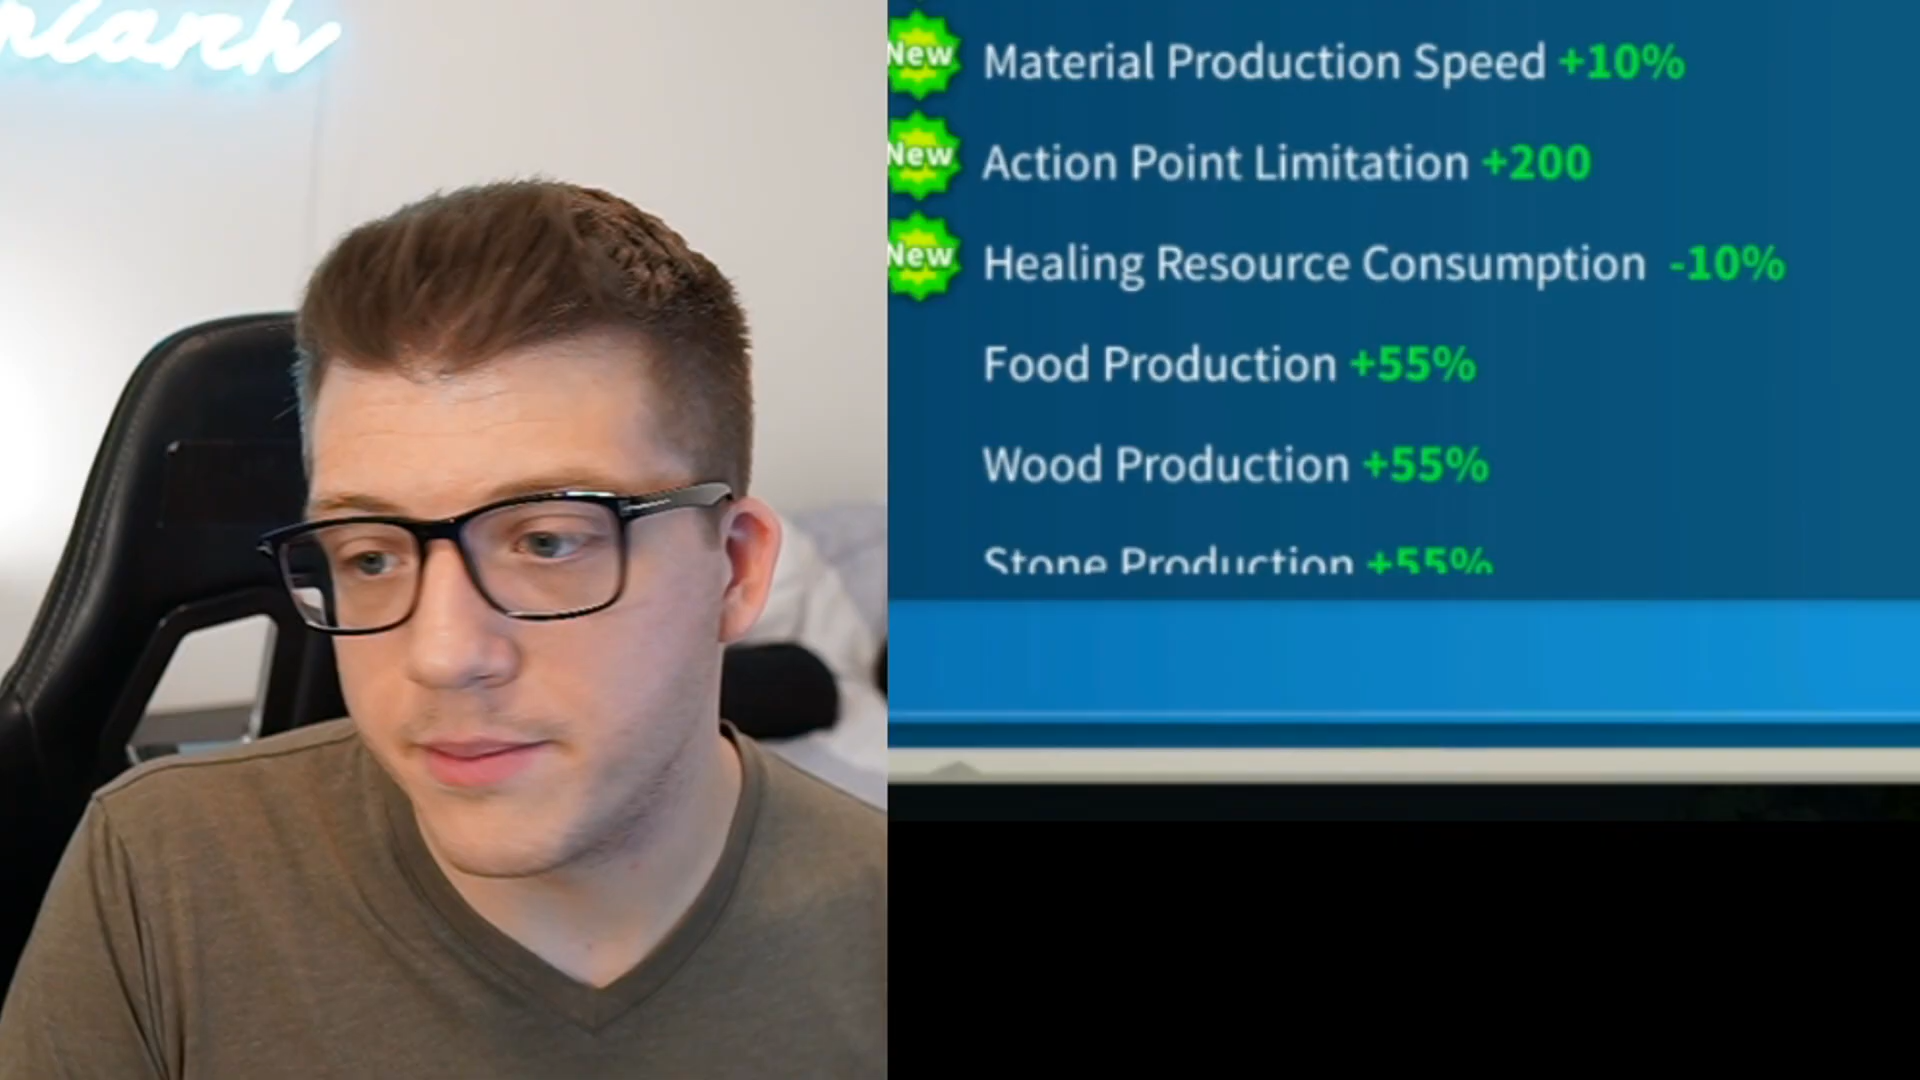 New Material Production Speed +10%
New Action Point Limitation +200
New Healing Resource Consumption -10%
Food Production +55%
Wood Production +55%
Stone Production +55%